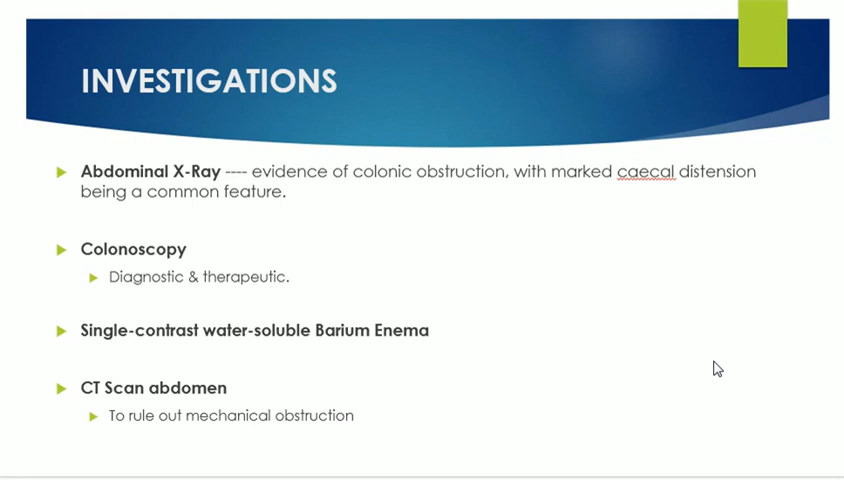 INVESTIGATIONS
Abdominal X-Ray ---- evidence of colonic obstruction, with marked caecal distension
being a common feature.
Colonoscopy
Diagnostic & therapeutic.
Single-contrast water-soluble Barium Enema
CT Scan abdomen
To rule out mechanical obstruction